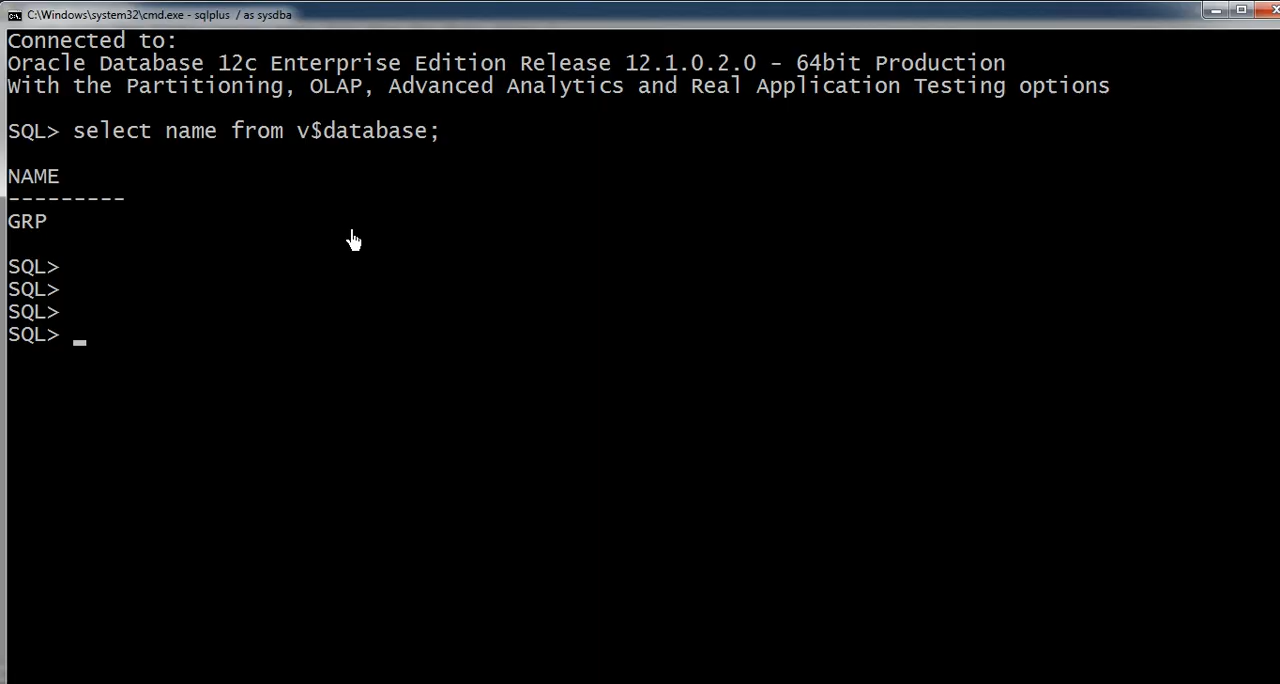 C:\Windows\system32\cmd.exe - sqlplus  / as sysdba
Connected to:
Oracle Database 12c Enterprise Edition Release 12.1.0.2.0 - 64bit Production
With the Partitioning, OLAP, Advanced Analytics and Real Application Testing options
SQL> select name from v$database;
NAME
---------
GRP
SQL>
SQL>
SQL>
SQL> _